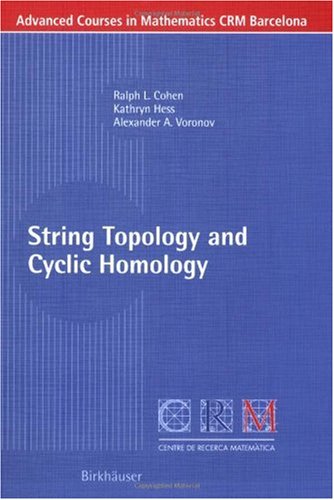 Advanced Courses in Mathematics CRM Barcelona
Ralph L. Cohen
Kathryn Hess
Alexander A. Voronov
String Topology and
Cyclic Homology
CRM
CENTRE DE RECERCA MATEMÀTICA
Birkhäuser